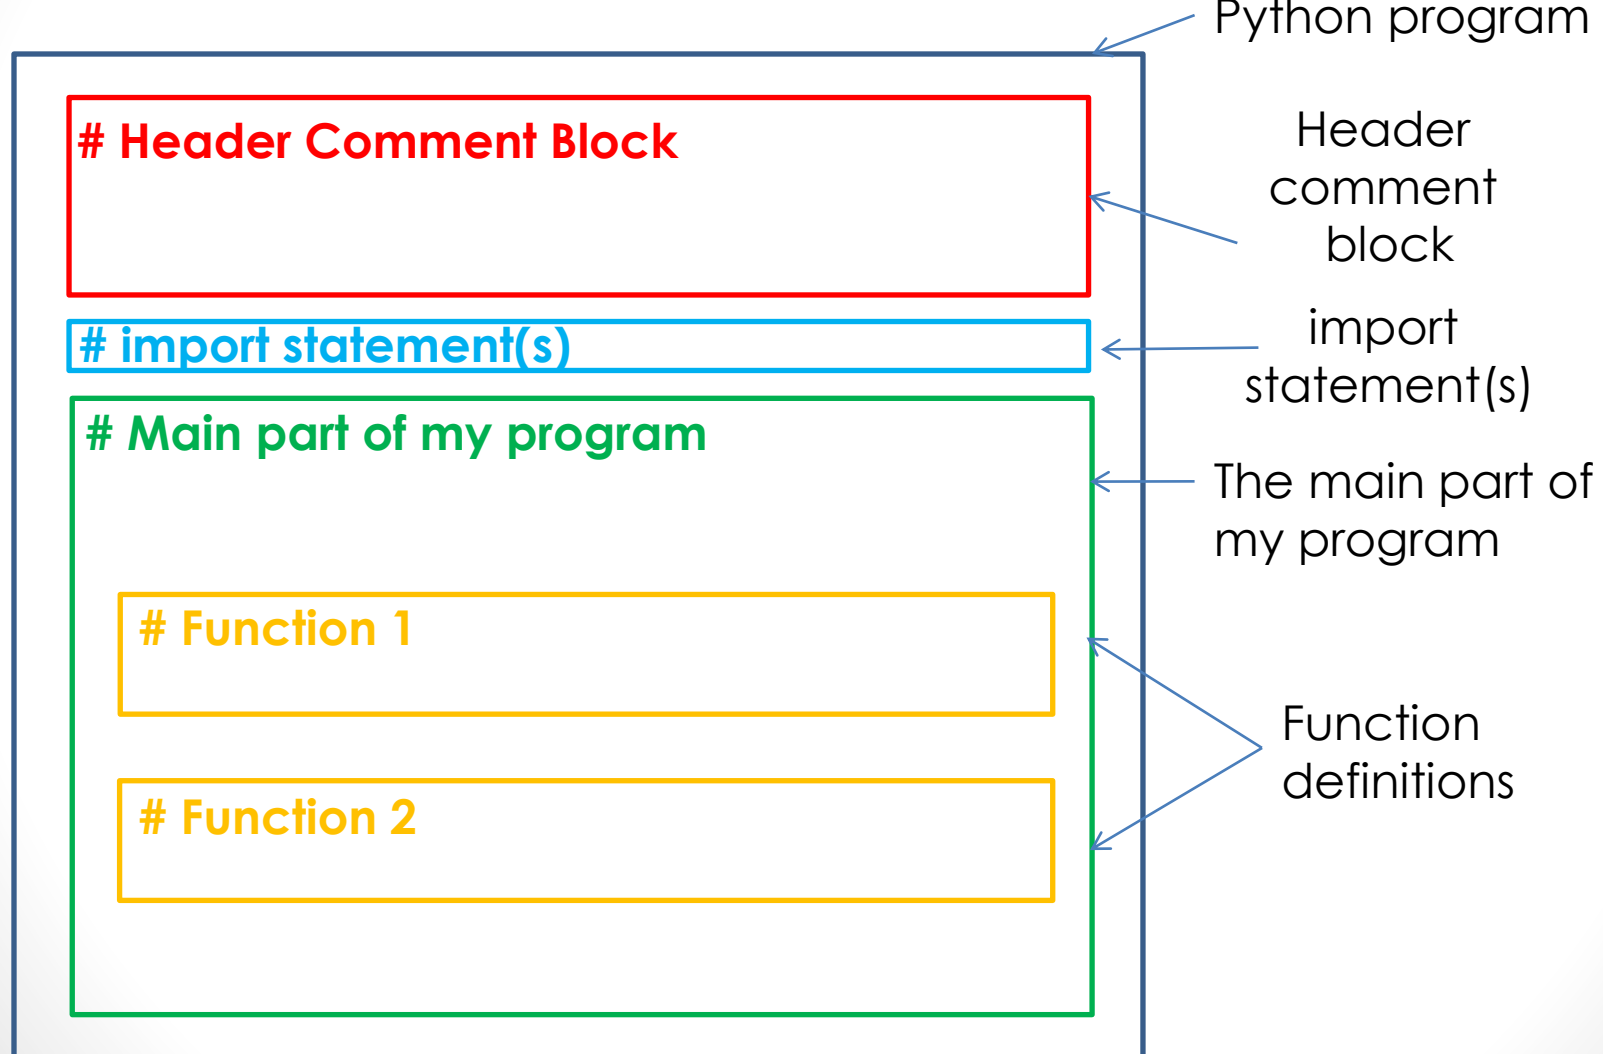 Python program
# Header Comment Block
Header
comment
block
# import statement(s)
import
statement(s)
# Main part of my program
The main part of
my program
# Function 1
# Function 2
Function
definitions